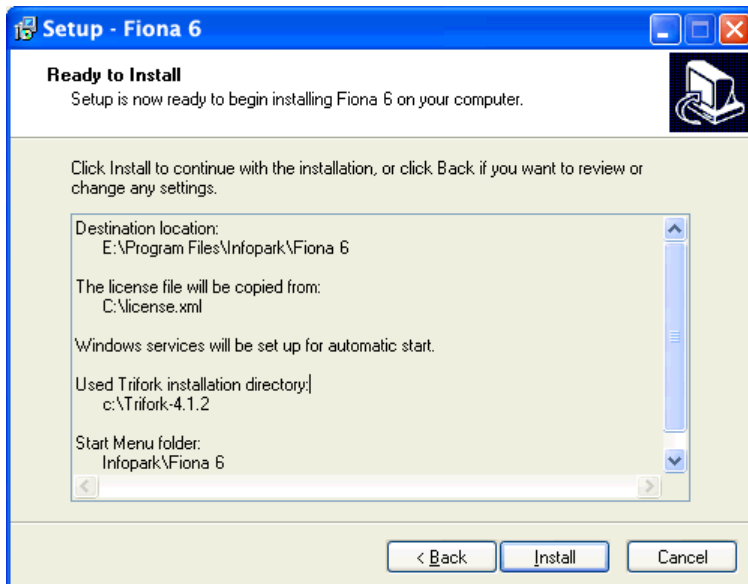 Setup - Fiona 6
Ready to Install
Setup is now ready to begin installing Fiona 6 on your computer.
Click Install to continue with the installation, or click Back if you want to review or
change any settings.
Destination location:
E:\Program Files\Infopark\Fiona 6
The license file will be copied from:
C:\license.xml
Windows services will be set up for automatic start.
Used Trifork installation directory:
c:\Trifork-4.1.2
Start Menu folder:
Infopark\Fiona 6
< Back
Install
Cancel